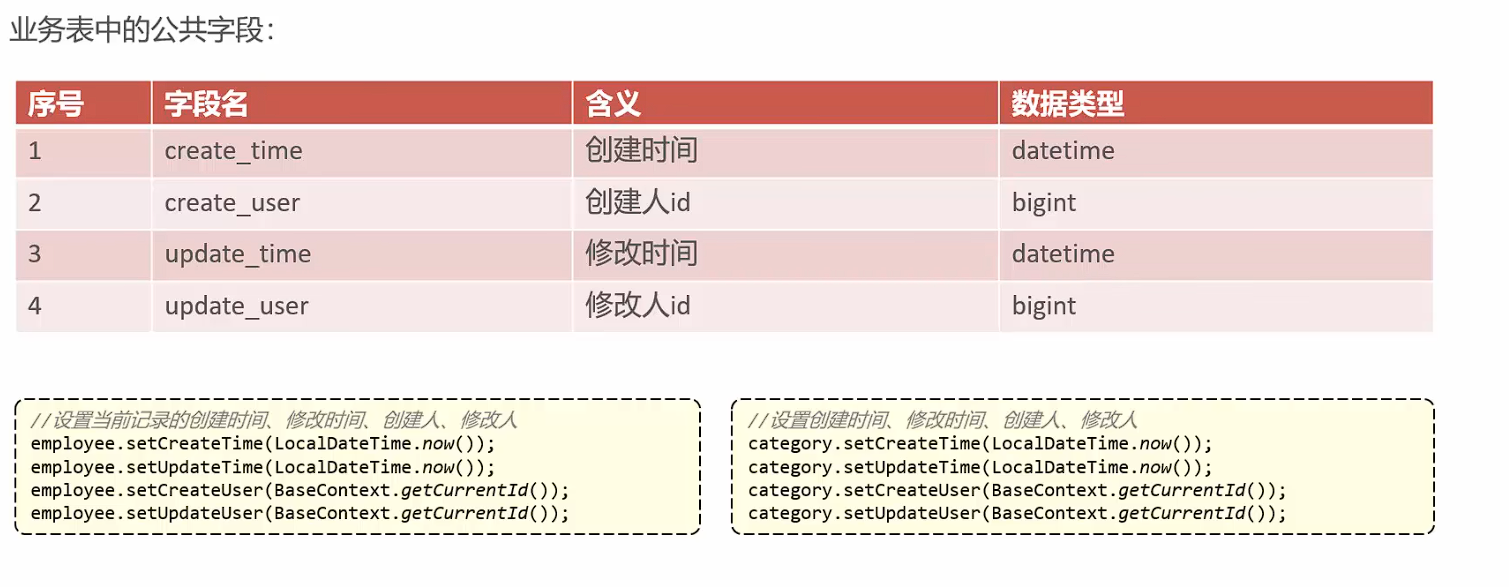 业务表中的公共字段：
序号 字段名 含义 数据类型
1 create_time 创建时间 datetime
2 create_user 创建人id bigint
3 update_time 修改时间 datetime
4 update_user 修改人id bigint
//设置当前记录的创建时间、修改时间、创建人、修改人
employee.setCreateTime(LocalDateTime.now());
employee.setUpdateTime(LocalDateTime.now());
employee.setCreateUser(BaseContext.getCurrentId());
employee.setUpdateUser(BaseContext.getCurrentId());
//设置创建时间、修改时间、创建人、修改人
category.setCreateTime(LocalDateTime.now());
category.setUpdateTime(LocalDateTime.now());
category.setCreateUser(BaseContext.getCurrentId());
category.setUpdateUser(BaseContext.getCurrentId());